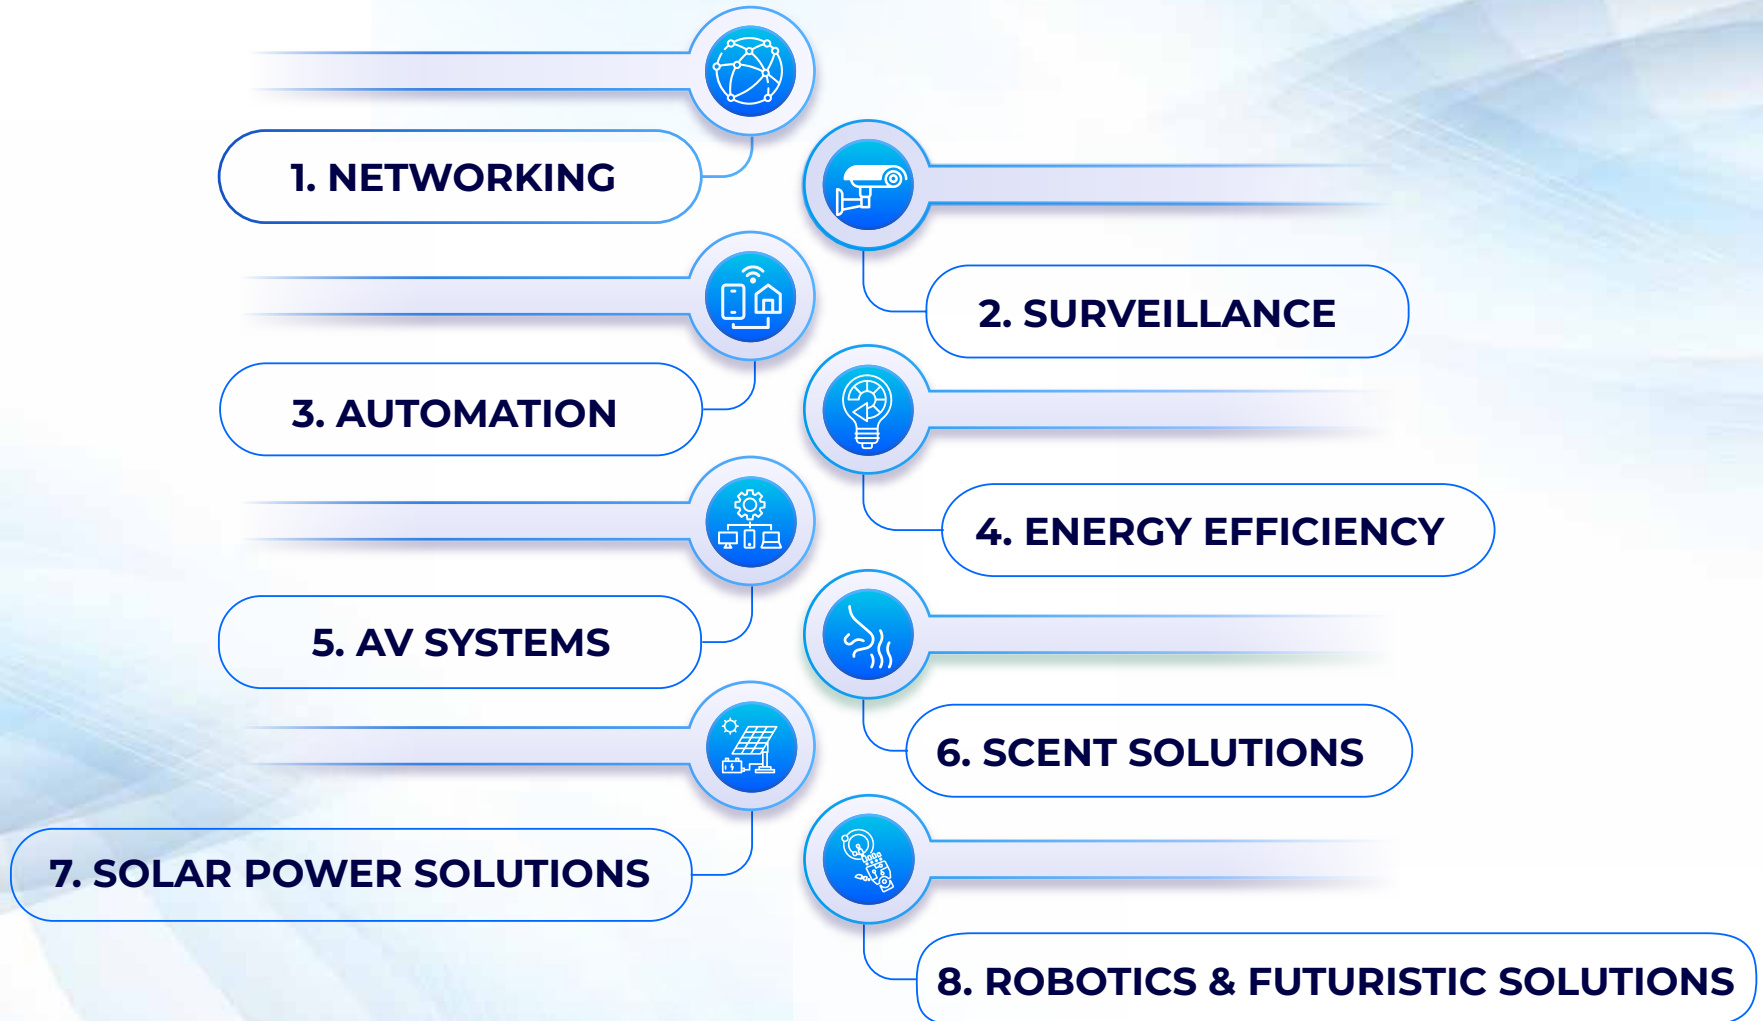 1. NETWORKING
2. SURVEILLANCE
3. AUTOMATION
4. ENERGY EFFICIENCY
5. AV SYSTEMS
6. SCENT SOLUTIONS
7. SOLAR POWER SOLUTIONS
8. ROBOTICS & FUTURISTIC SOLUTIONS